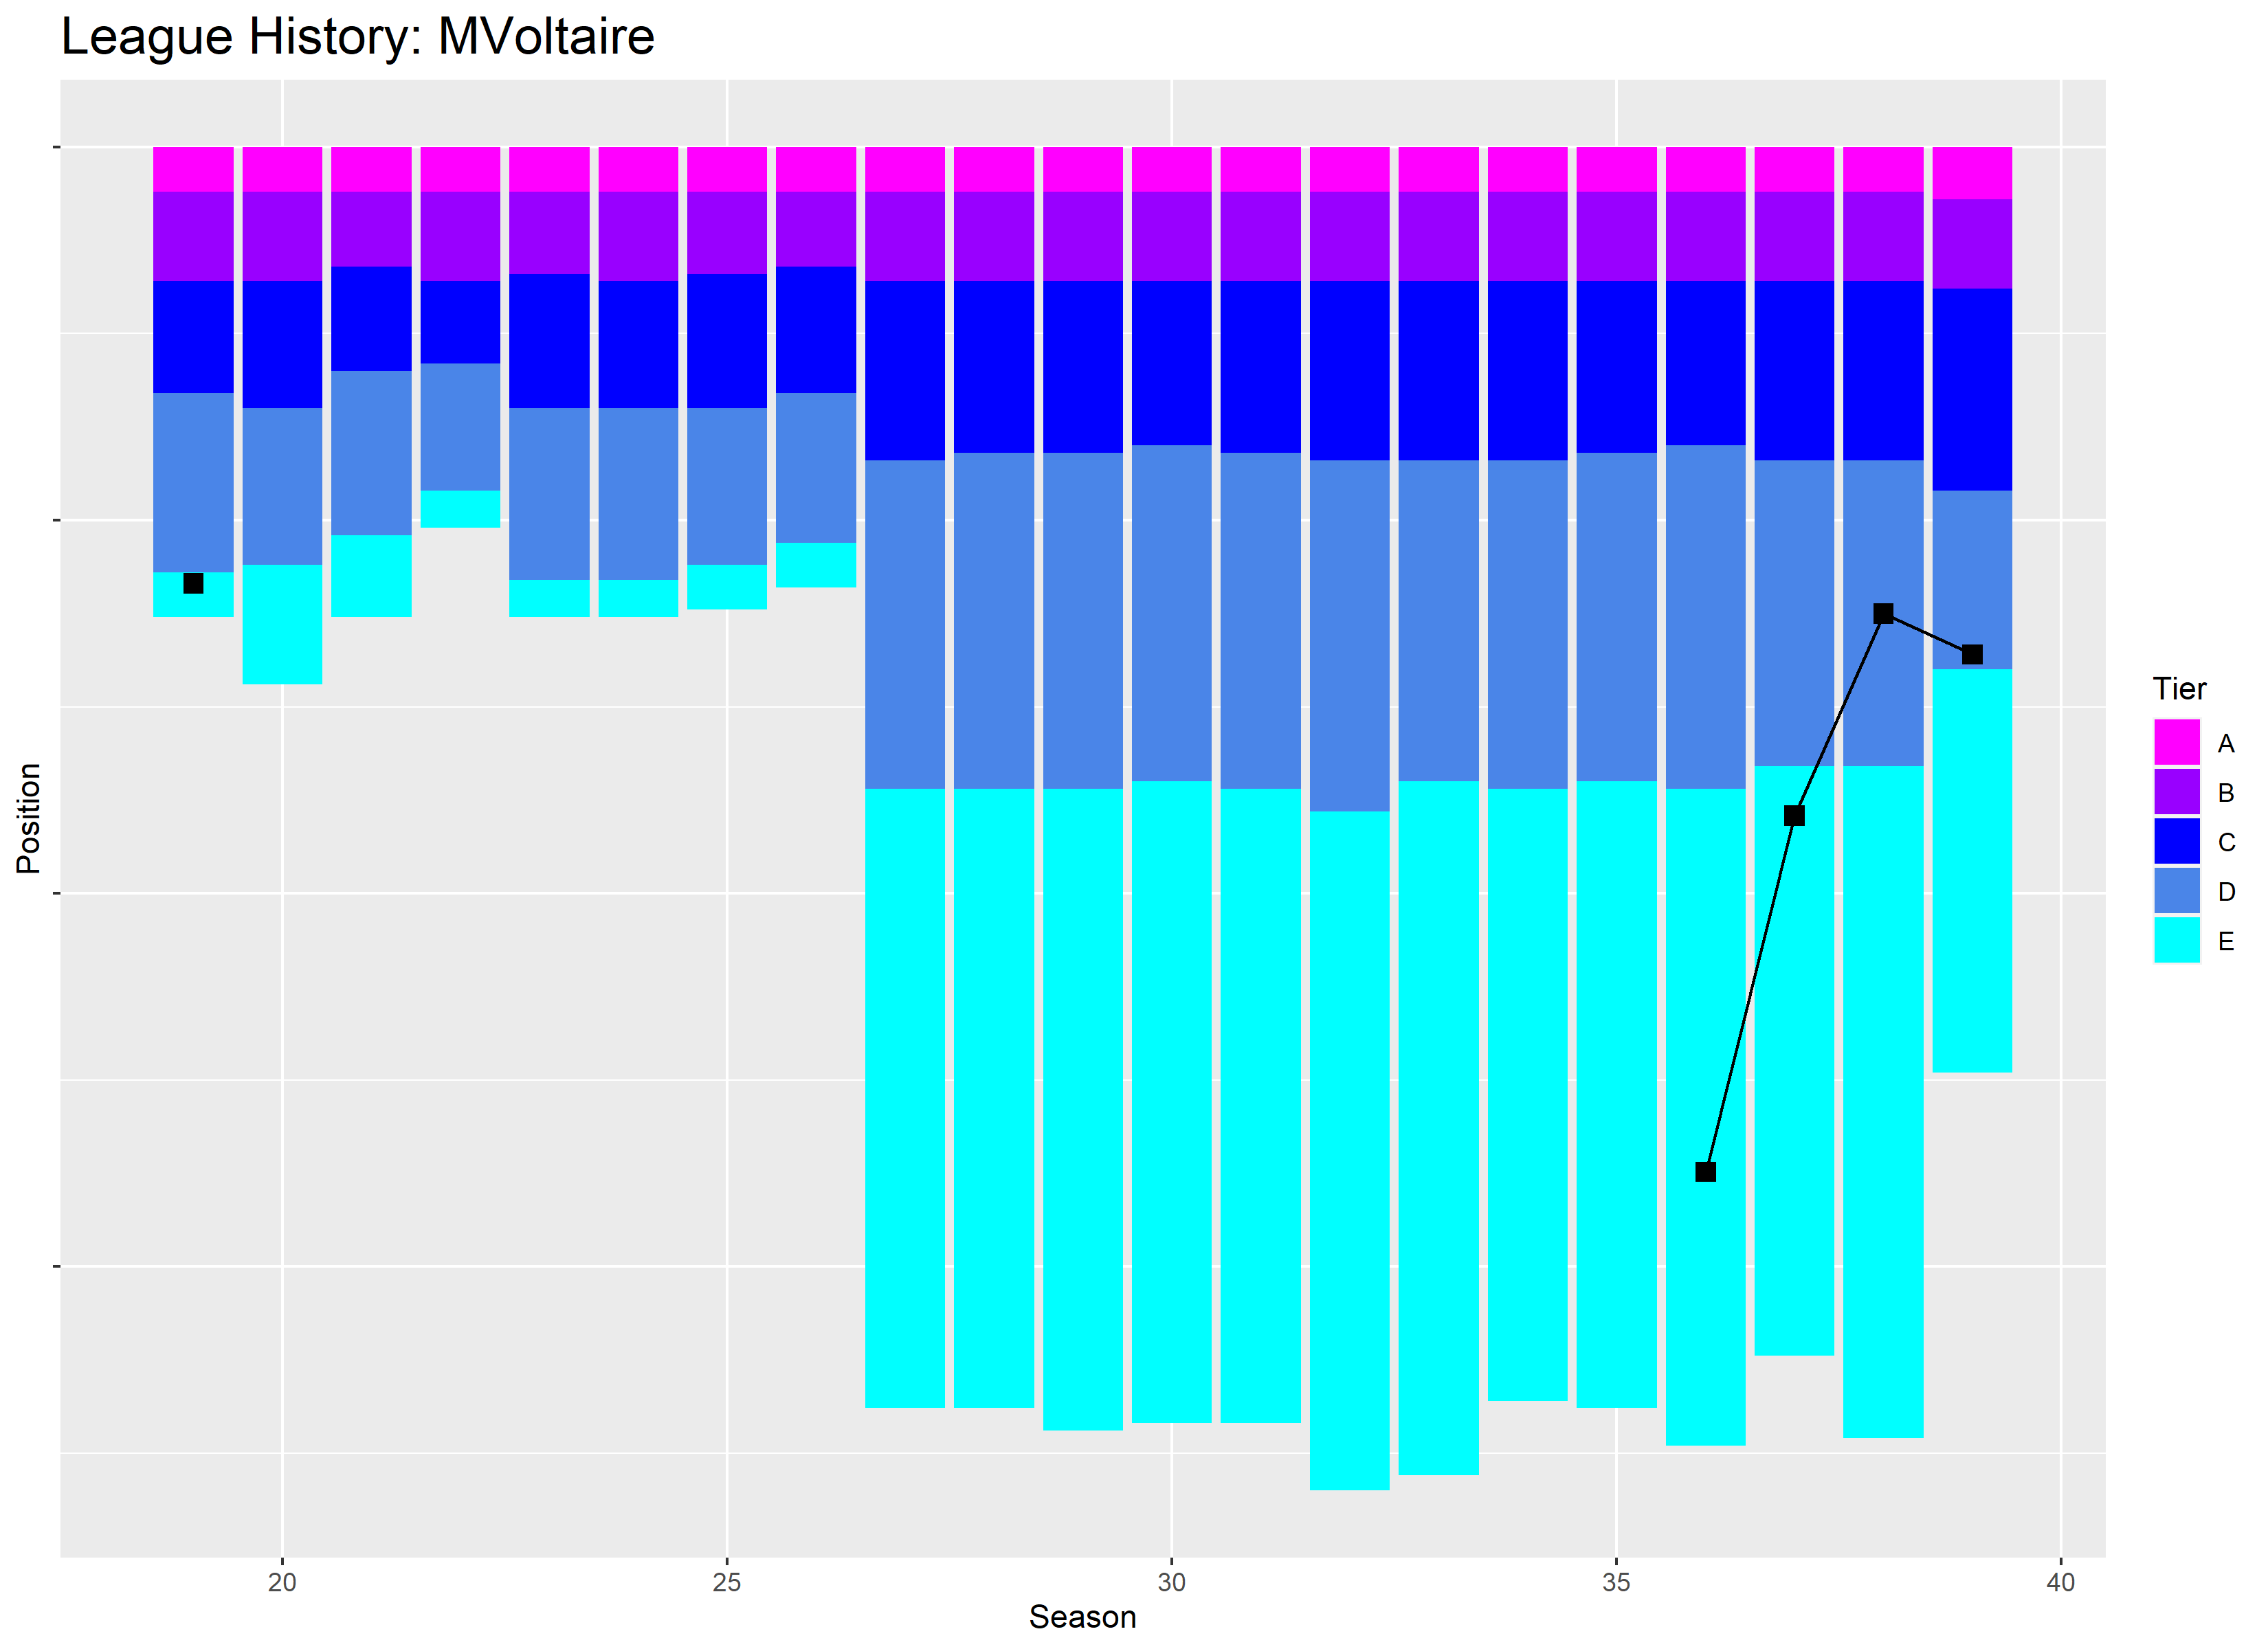 League History: MVoltaire
Position
Tier
A
B
C
D
E
20
25
30
35
40
Season